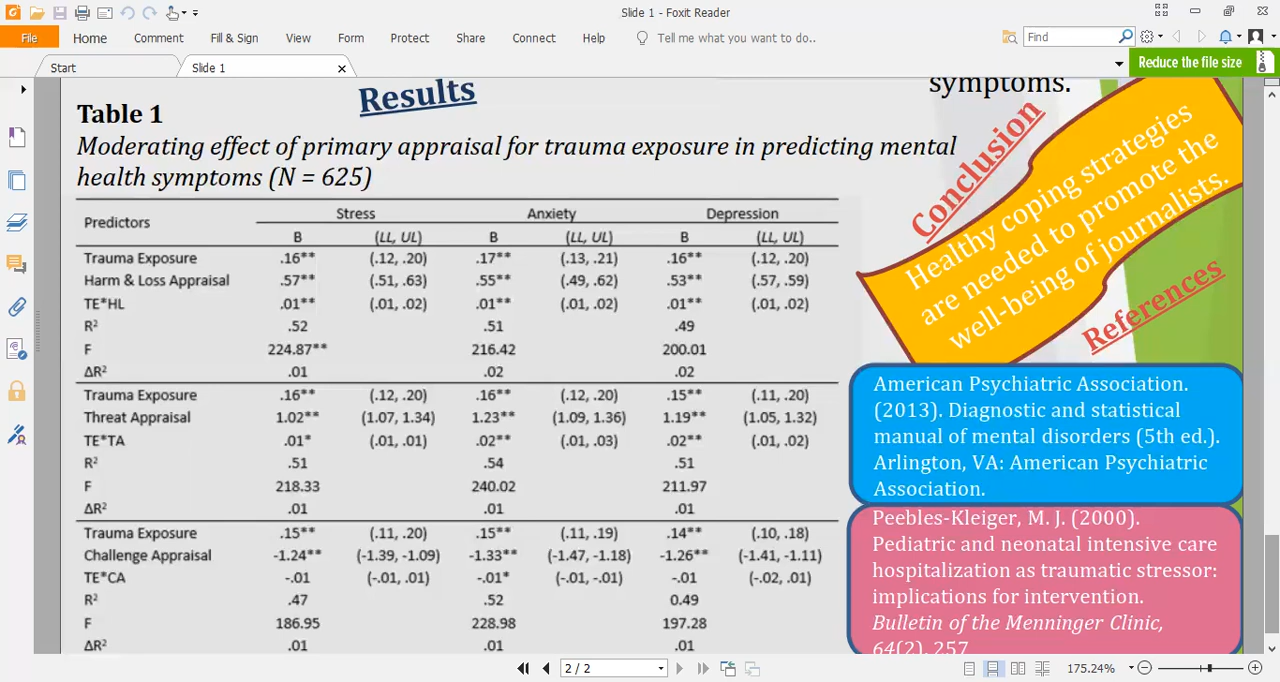 Slide 1 - Foxit Reader
File Home Comment Fill & Sign View Form Protect Share Connect Help Tell me what you want to do.. Find
Start Slide 1 Reduce the file size
Results
symptoms.
Table 1
Moderating effect of primary appraisal for trauma exposure in predicting mental
health symptoms (N = 625)
Predictors Stress Anxiety Depression
B (LL, UL) B (LL, UL) B (LL, UL)
Trauma Exposure .16** (.12, .20) .17** (.13, .21) .16** (.12, .20)
Harm & Loss Appraisal .57** (.51, .63) .55** (.49, .62) .53** (.57, .59)
TE*HL .01** (.01, .02) .01** (.01, .02) .01** (.01, .02)
R² .52 .51 .49
F 224.87** 216.42 200.01
ΔR² .01 .02 .02
Trauma Exposure .16** (.12, .20) .16** (.12, .20) .15** (.11, .20)
Threat Appraisal 1.02** (1.07, 1.34) 1.23** (1.09, 1.36) 1.19** (1.05, 1.32)
TE*TA .01* (.01, .01) .02** (.01, .03) .02** (.01, .02)
R² .51 .54 .51
F 218.33 240.02 211.97
ΔR² .01 .01 .01
Trauma Exposure .15** (.11, .20) .15** (.11, .19) .14** (.10, .18)
Challenge Appraisal -1.24** (-1.39, -1.09) -1.33** (-1.47, -1.18) -1.26** (-1.41, -1.11)
TE*CA -.01 (-.01, .01) -.01* (-.01, -.01) -.01 (-.02, .01)
R² .47 .52 0.49
F 186.95 228.98 197.28
ΔR² .01 .01 .01
Conclusion
Healthy coping strategies
are needed to promote the
well-being of journalists.
References
American Psychiatric Association.
(2013). Diagnostic and statistical
manual of mental disorders (5th ed.).
Arlington, VA: American Psychiatric
Association.
Peebles-Kleiger, M. J. (2000).
Pediatric and neonatal intensive care
hospitalization as traumatic stressor:
implications for intervention.
Bulletin of the Menninger Clinic,
64(2), 257
2 / 2 175.24%